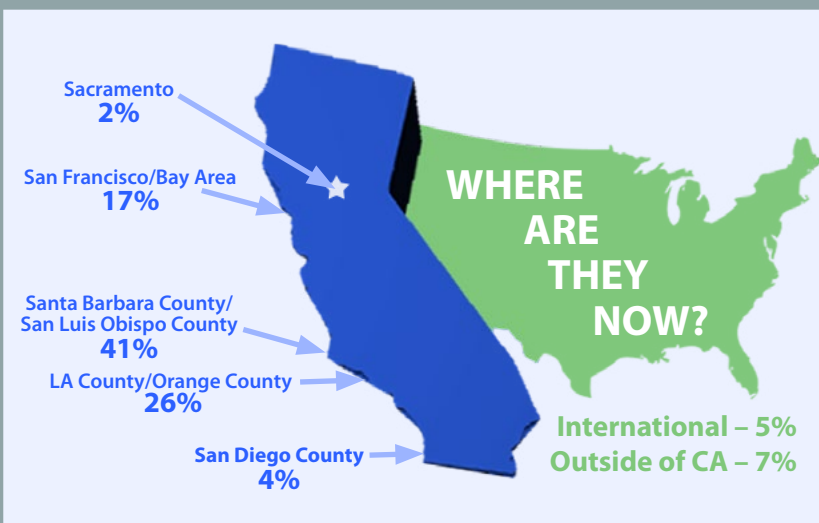 Sacramento
2%
San Francisco/Bay Area
17%
Santa Barbara County/
San Luis Obispo County
41%
LA County/Orange County
26%
San Diego County
4%
WHERE
ARE
THEY
NOW?
International – 5%
Outside of CA – 7%